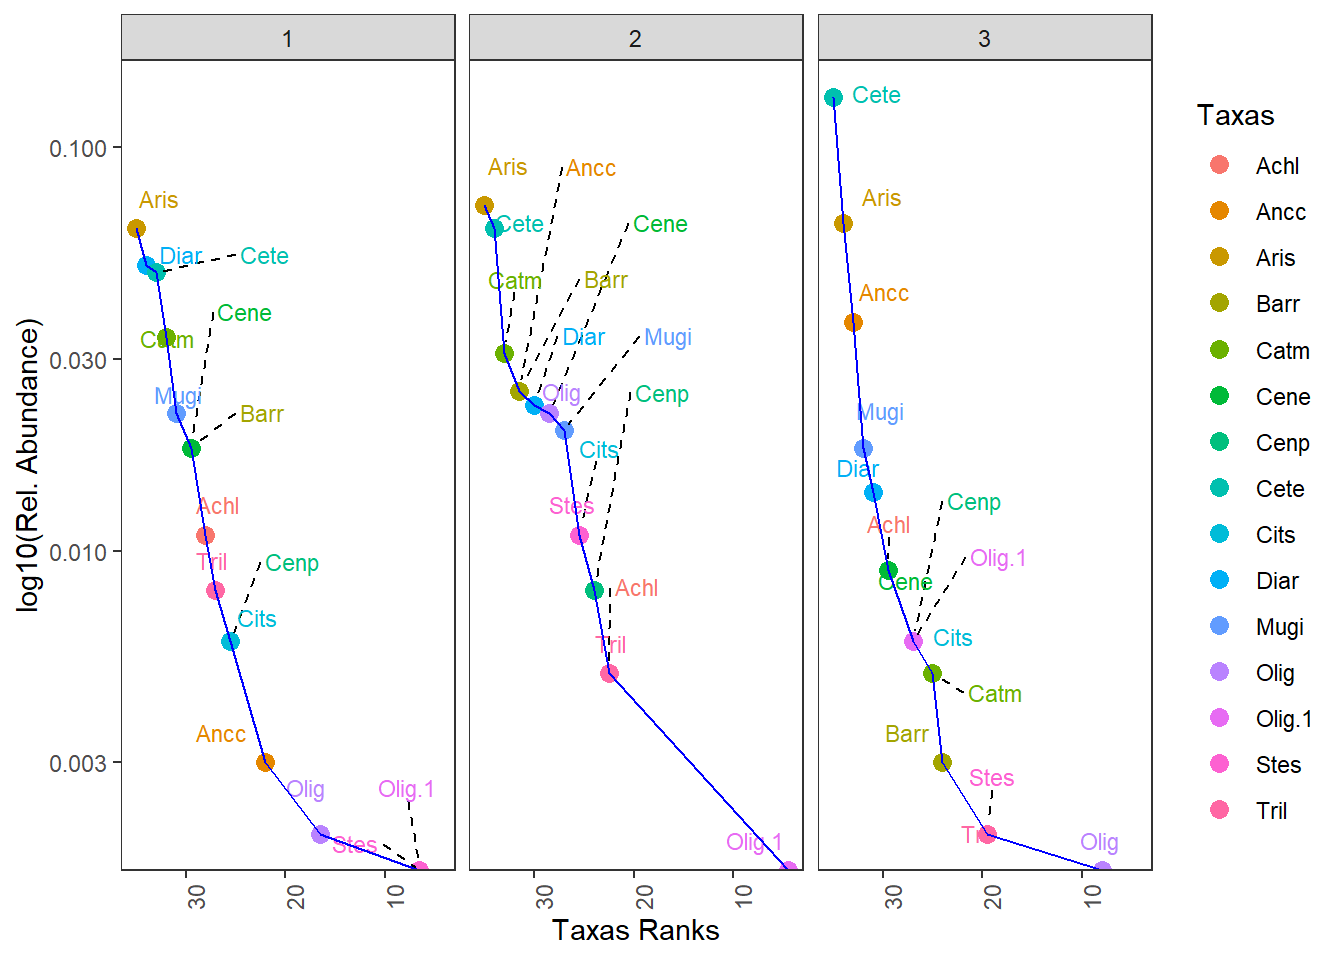 1
2
3
log10(Rel. Abundance)
0.100
0.030
0.010
0.003
Aris
Diar
Cete
Cene
Catm
Mugi
Barr
Achl
Tril
Cenp
Cits
Ancc
Olig
Olig.1
Stes
30
20
10
Aris
Ancc
Cete
Cene
Catm
Barr
Diar
Mugi
Olig
Cenp
Cits
Stes
Achl
Tril
Olig.1
30
20
10
Cete
Aris
Ancc
Mugi
Diar
Cenp
Achl
Olig.1
Cene
Cits
Catm
Barr
Stes
Tril
Olig
30
20
10
Taxas Ranks
Taxas
Achl
Ancc
Aris
Barr
Catm
Cene
Cenp
Cete
Cits
Diar
Mugi
Olig
Olig.1
Stes
Tril